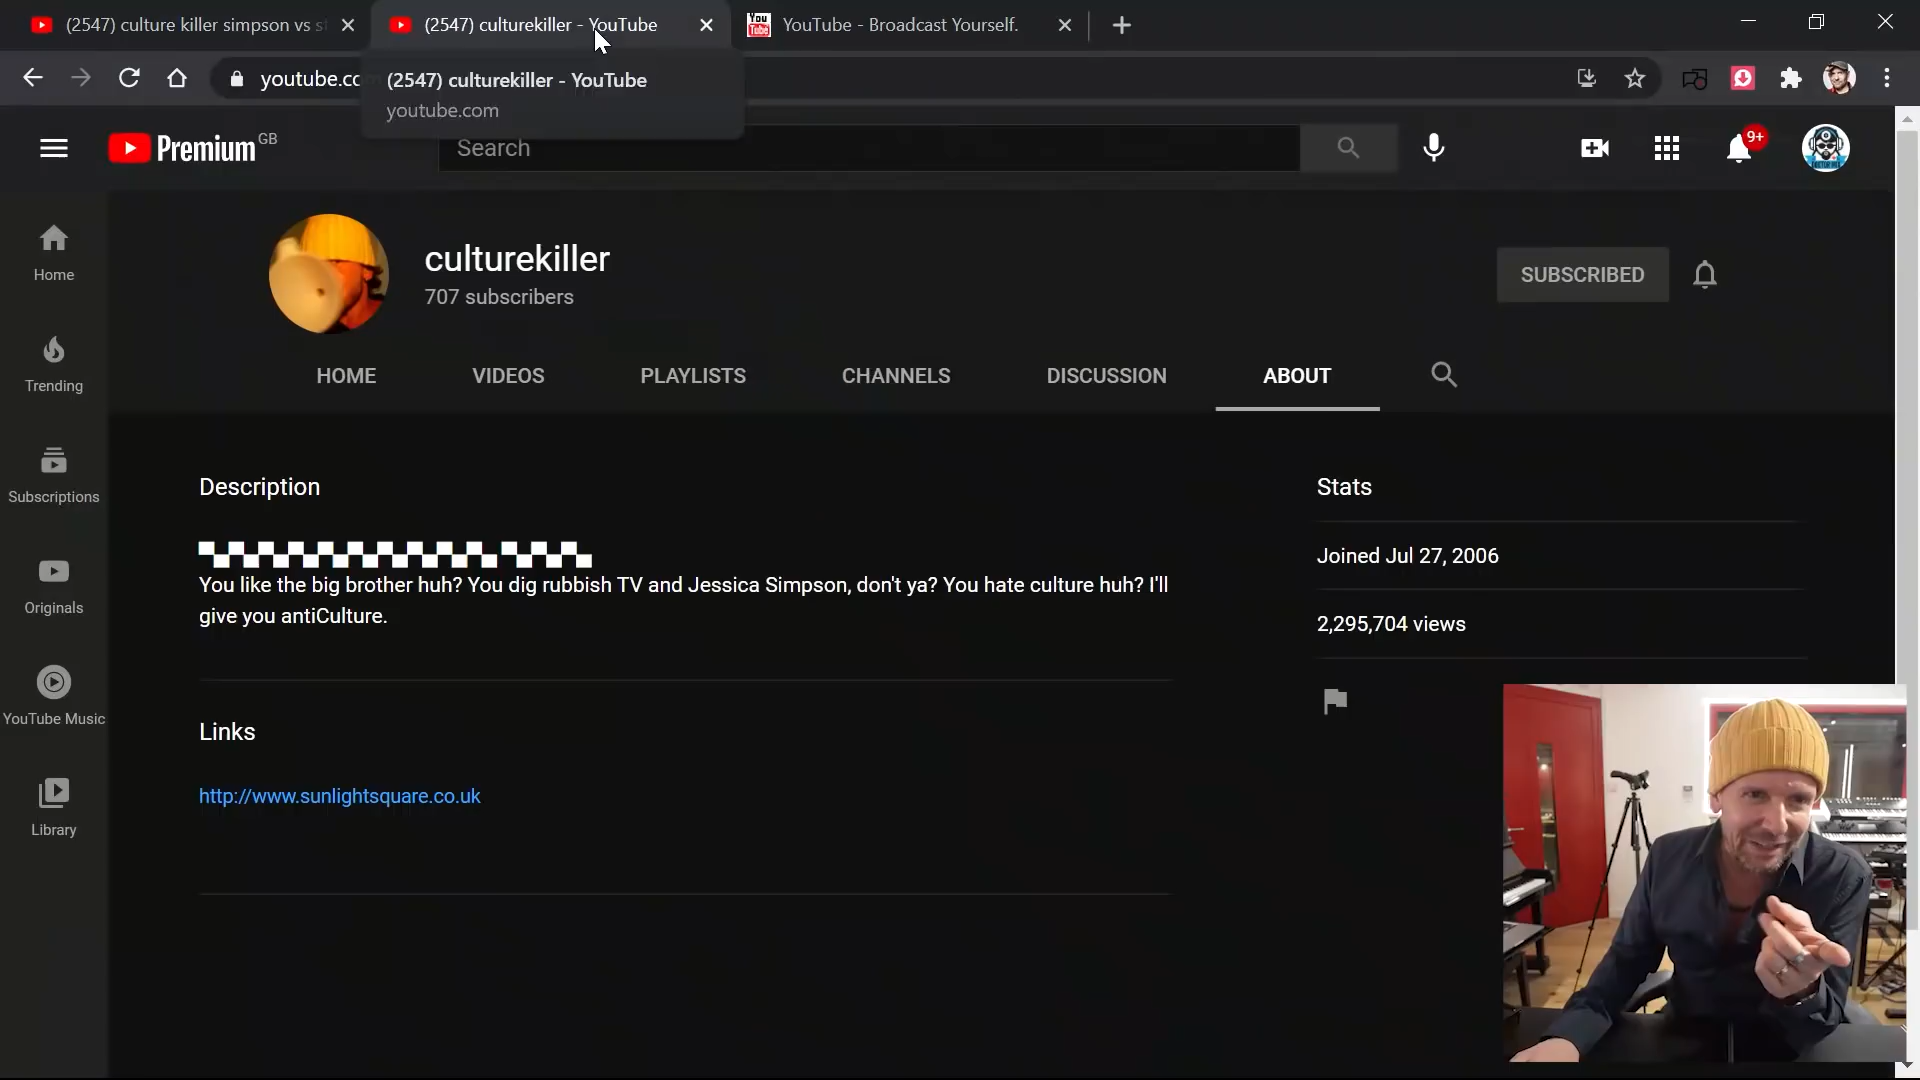 (2547) culture killer simpson vs s
(2547) culturekiller - YouTube
YouTube - Broadcast Yourself.
youtube.co
(2547) culturekiller - YouTube
youtube.com
Premium GB
Search
9+
Home
Trending
Subscriptions
Originals
YouTube Music
Library
culturekiller
707 subscribers
SUBSCRIBED
HOME
VIDEOS
PLAYLISTS
CHANNELS
DISCUSSION
ABOUT
Description
You like the big brother huh? You dig rubbish TV and Jessica Simpson, don't ya? You hate culture huh? I'll
give you antiCulture.
Links
http://www.sunlightsquare.co.uk
Stats
Joined Jul 27, 2006
2,295,704 views